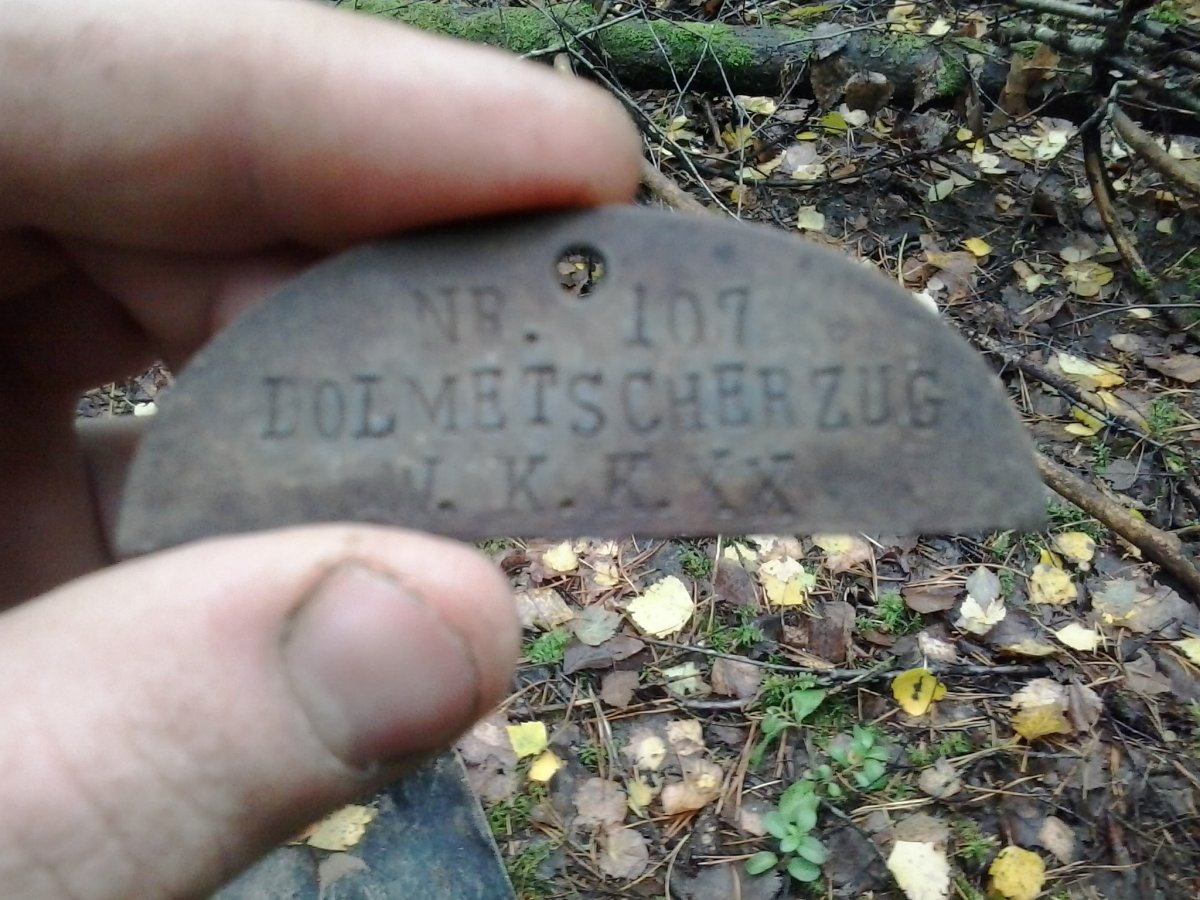 NR. 107
DOLMETSCHERZUG
V.K.K.XX